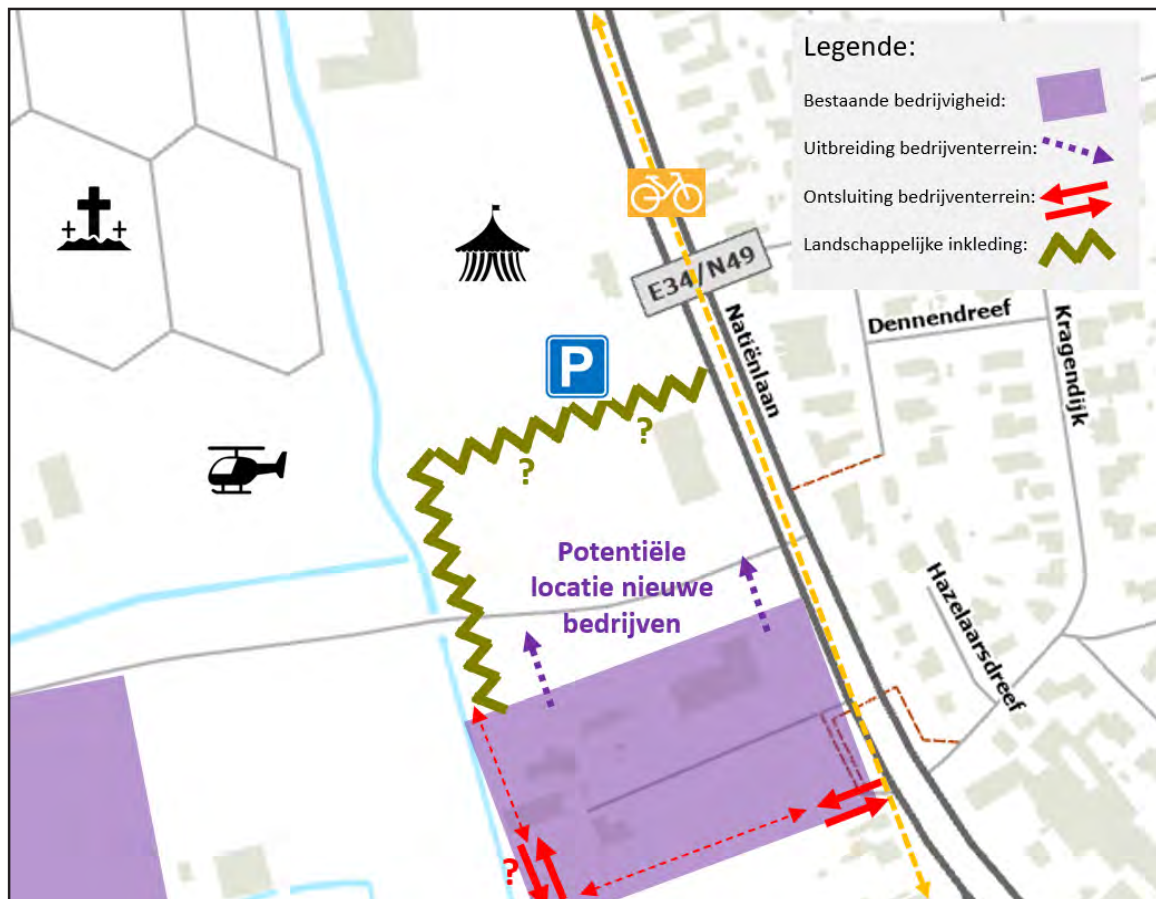 Legende:
Bestaande bedrijvigheid:
Uitbreiding bedrijventerrein:
Ontsluiting bedrijventerrein:
Landschappelijke inkleding:
E34/N49
Natiënlaan
Dennendreef
Kragendijk
P
?
?
Potentiële
locatie nieuwe
bedrijven
Hazelaarsdreef
?